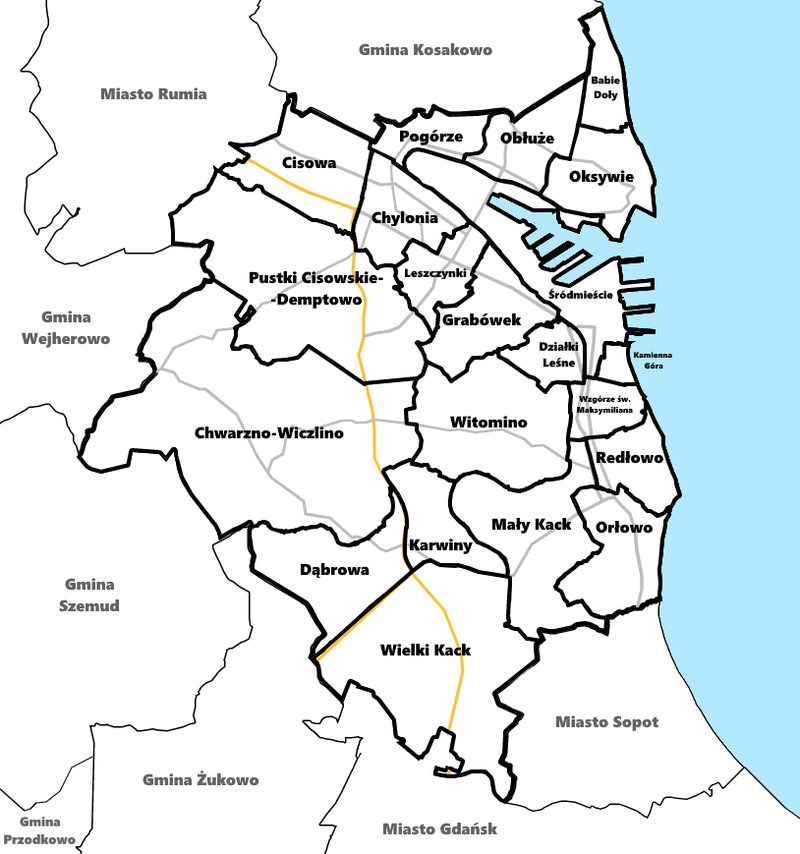 Gmina Kosakowo
Miasto Rumia
Babie
Doły
Pogórze
Obłuże
Cisowa
Oksywie
Chylonia
Leszczynki
Pustki Cisowskie-
-Demptowo
Śródmieście
Gmina
Wejherowo
Grabówek
Działki
Leśne
Kamienna
Góra
Wzgórze św.
Maksymiliana
Witomino
Chwarzno-Wiczlino
Redłowo
Mały Kack
Orłowo
Karwiny
Dąbrowa
Gmina
Szemud
Wielki Kack
Miasto Sopot
Gmina Żukowo
Gmina
Przodkowo
Miasto Gdańsk